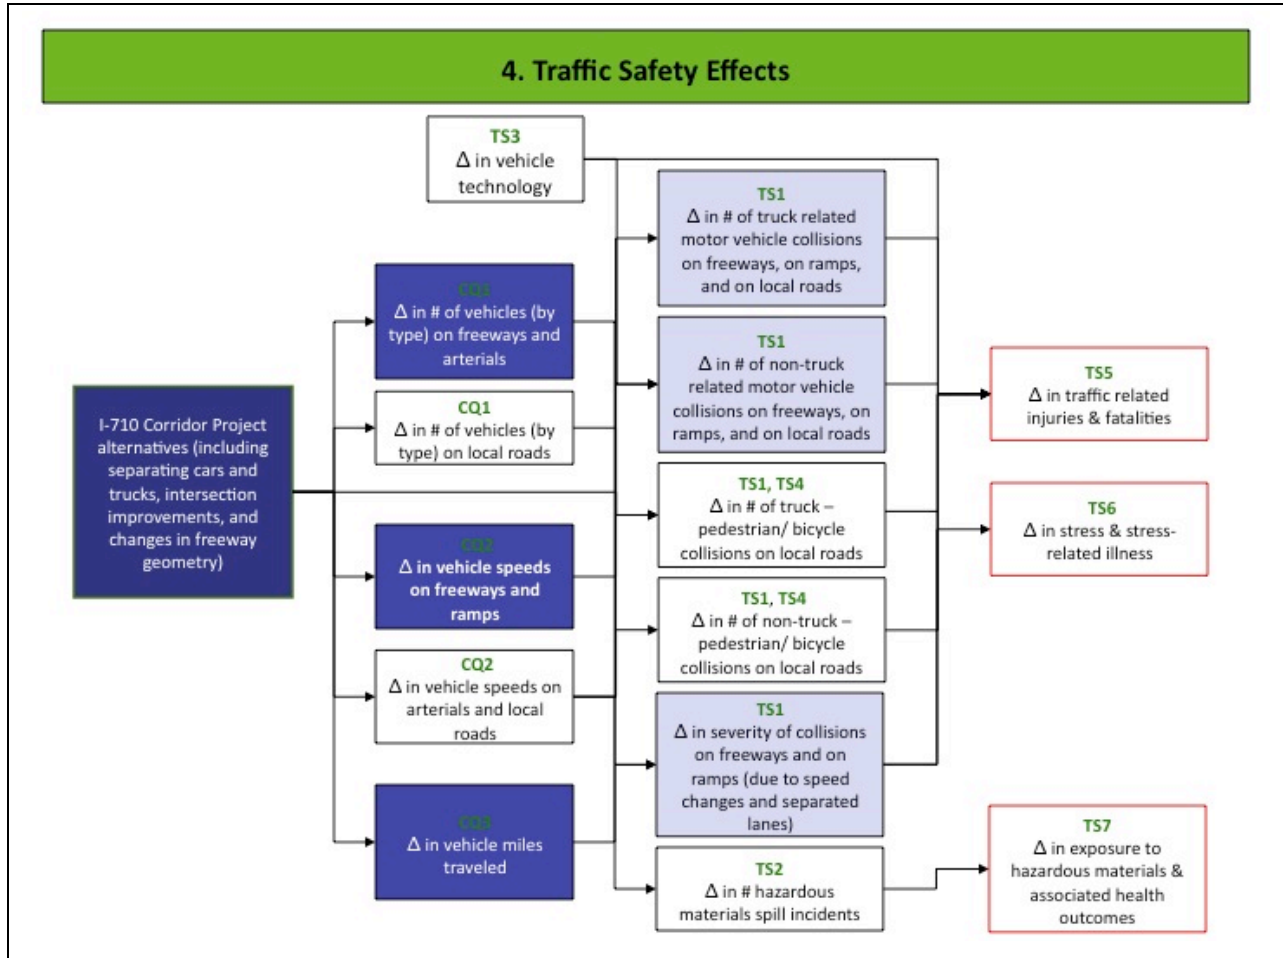 4. Traffic Safety Effects
TS3
Δ in vehicle
technology
I-710 Corridor Project
alternatives (including
separating cars and
trucks, intersection
improvements, and
changes in freeway
geometry)
CQ1
Δ in # of vehicles (by
type) on freeways and
arterials
CQ1
Δ in # of vehicles (by
type) on local roads
CQ2
Δ in vehicle speeds
on freeways and
ramps
CQ2
Δ in vehicle speeds on
arterials and local
roads
CQ3
Δ in vehicle miles
traveled
TS1
Δ in # of truck related
motor vehicle collisions
on freeways, on ramps,
and on local roads
TS1
Δ in # of non-truck
related motor vehicle
collisions on freeways, on
ramps, and on local roads
TS1, TS4
Δ in # of truck –
pedestrian/ bicycle
collisions on local roads
TS1, TS4
Δ in # of non-truck –
pedestrian/ bicycle
collisions on local roads
TS1
Δ in severity of collisions
on freeways and on
ramps (due to speed
changes and separated
lanes)
TS2
Δ in # hazardous
materials spill incidents
TS5
Δ in traffic related
injuries & fatalities
TS6
Δ in stress & stress-
related illness
TS7
Δ in exposure to
hazardous materials &
associated health
outcomes